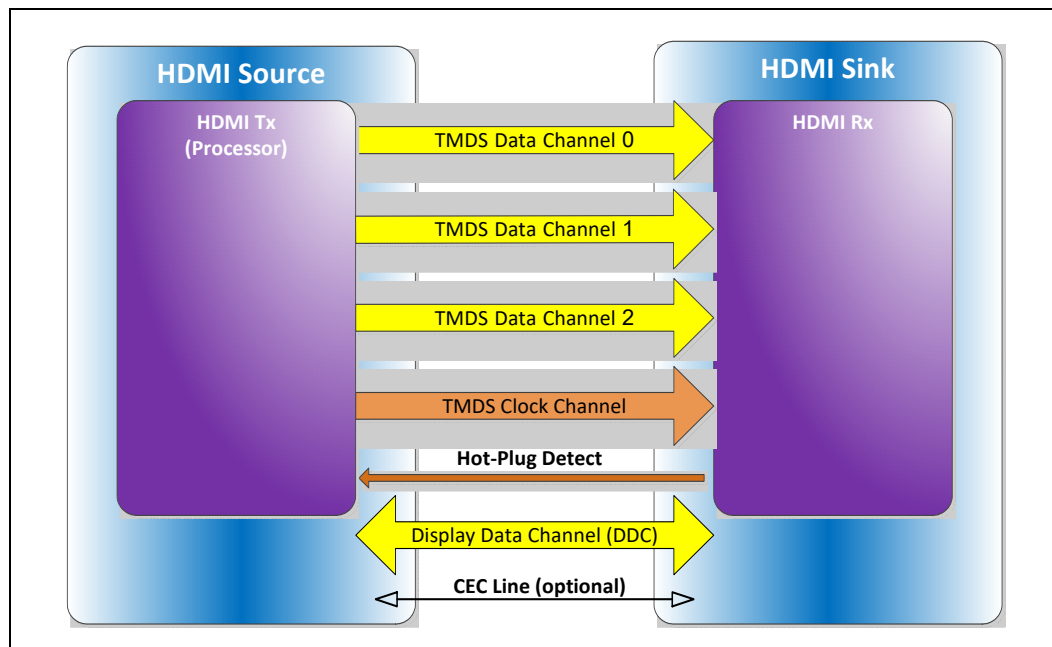 HDMI Source
HDMI Sink
HDMI Tx
(Processor)
HDMI Rx
TMDS Data Channel 0
TMDS Data Channel 1
TMDS Data Channel 2
TMDS Clock Channel
Hot-Plug Detect
Display Data Channel (DDC)
CEC Line (optional)